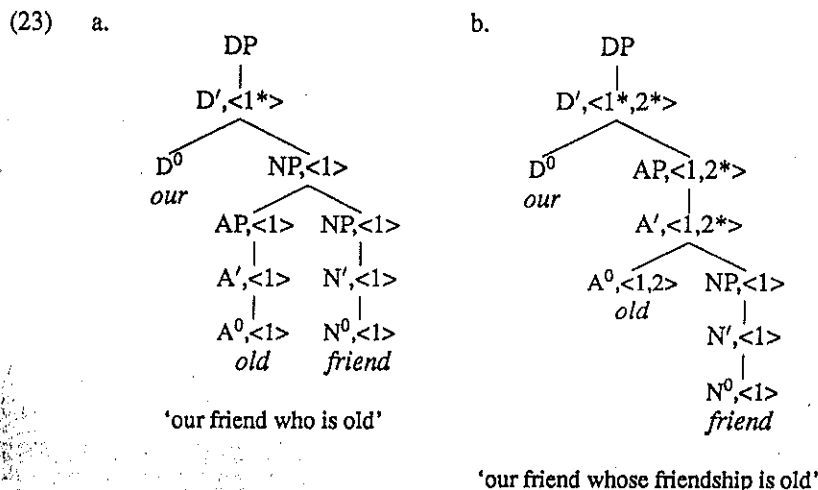 (23) a. b.
DP DP
D′,<1*> D′,<1*,2*>
D⁰ NP,<1> D⁰ AP,<1,2*>
our our
AP,<1> NP,<1> A′,<1,2*>
A′,<1> N′,<1> A⁰,<1,2> NP,<1>
old
A⁰,<1> N⁰,<1> N′,<1>
old friend
N⁰,<1>
friend
'our friend who is old'
'our friend whose friendship is old'